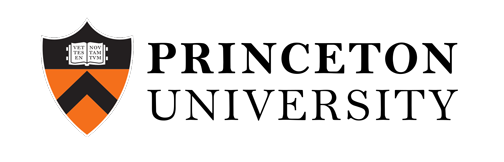 VET NOV
TES TAM
EN TVM
PRINCETON
UNIVERSITY